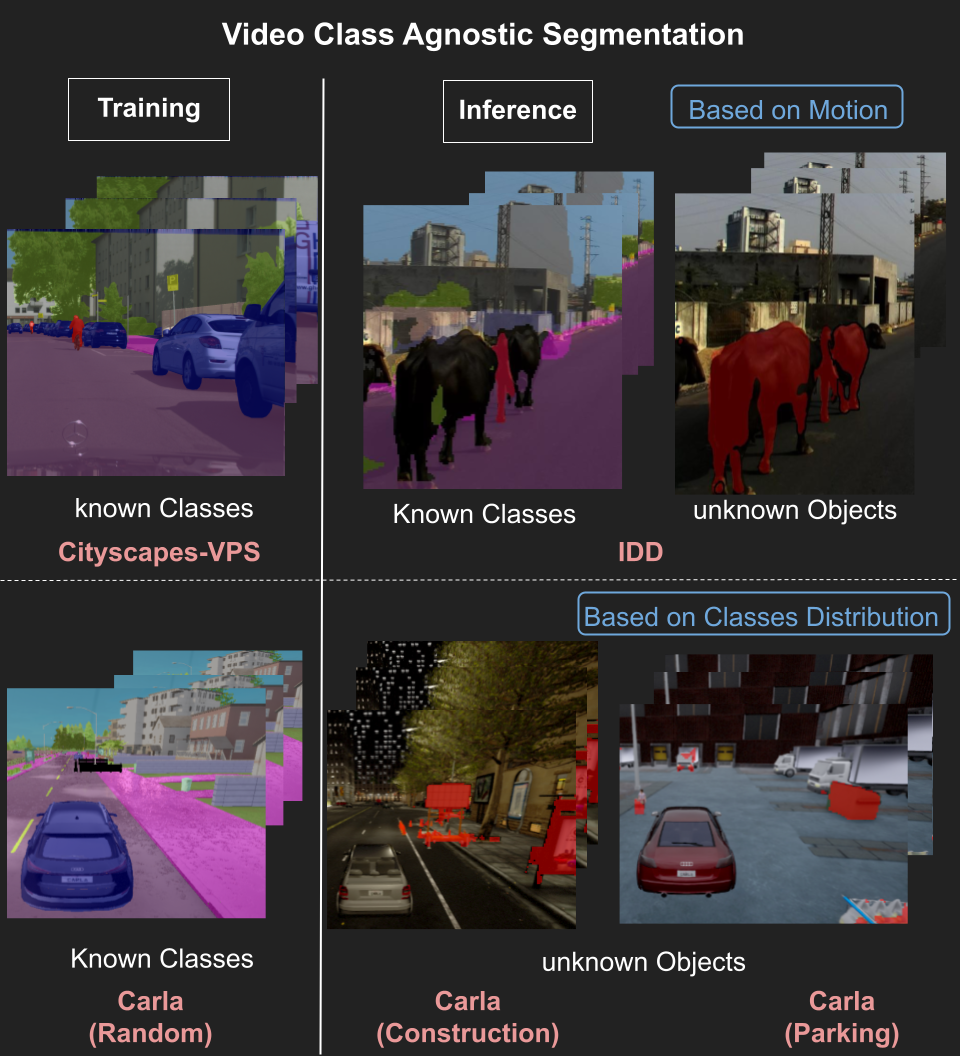 Video Class Agnostic Segmentation
Training
Inference
Based on Motion
known Classes
Known Classes
unknown Objects
Cityscapes-VPS
IDD
Based on Classes Distribution
Known Classes
unknown Objects
Carla
(Random)
Carla
(Construction)
Carla
(Parking)